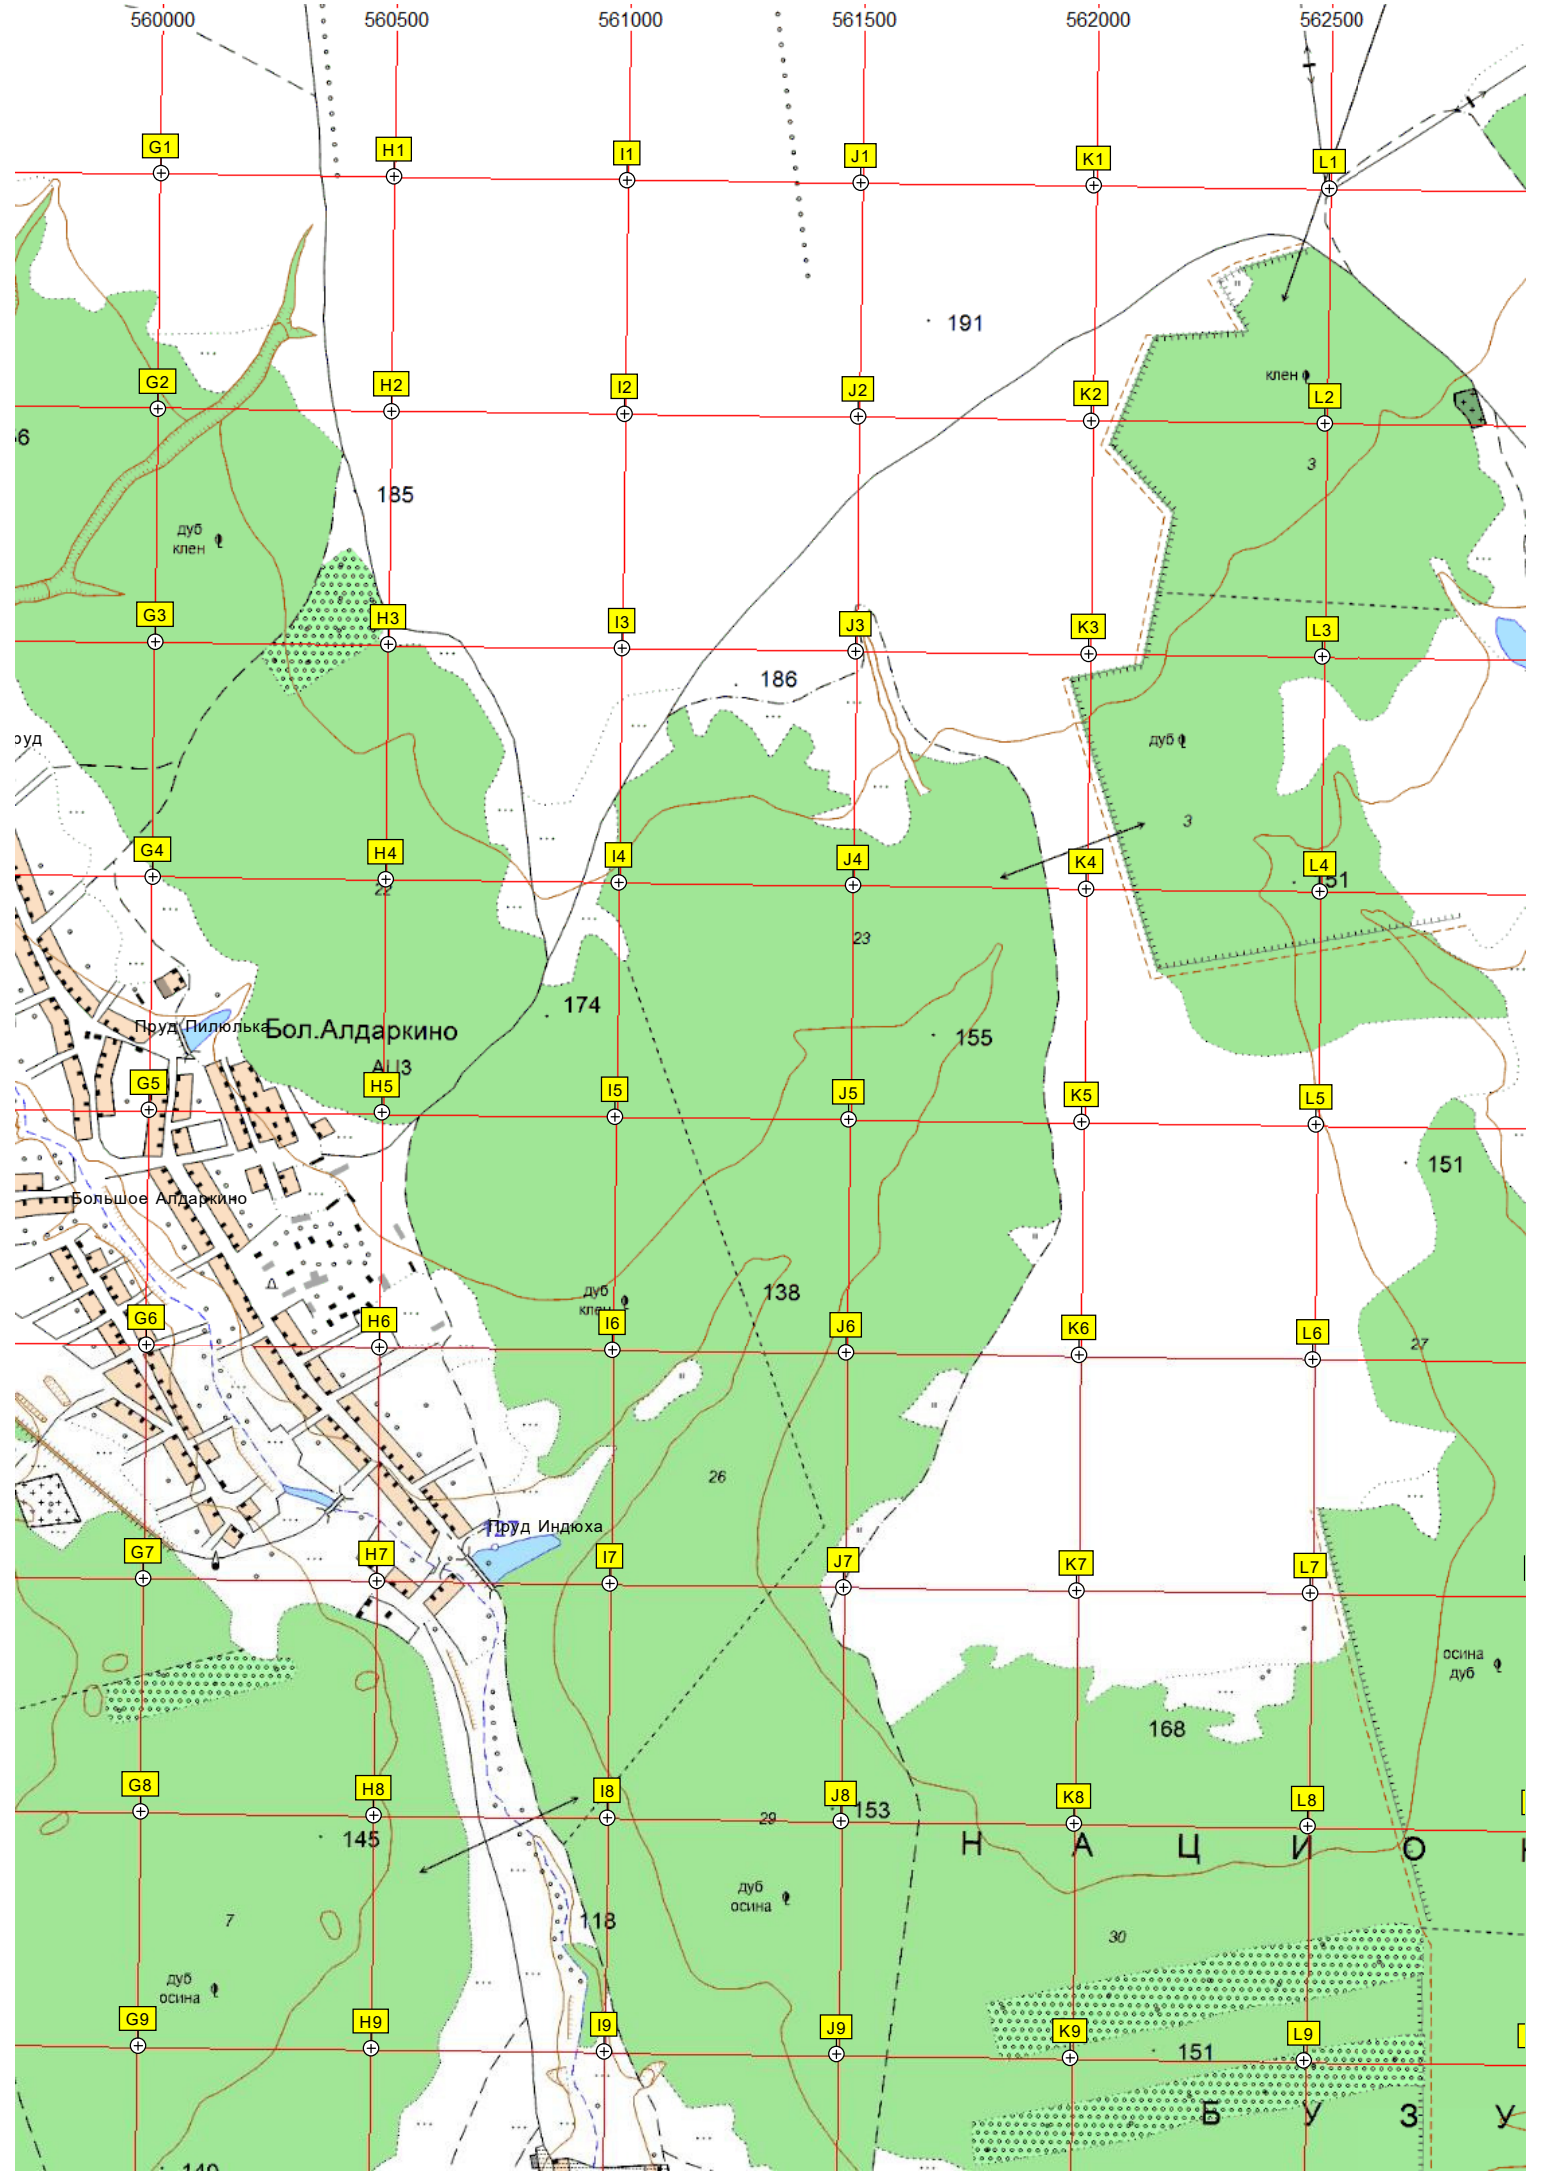 560000 560500 561000 561500 562000 562500
G1 H1 I1 J1 K1 L1
191
клен
G2 H2 I2 J2 K2 L2
3
185
дуб
клен
G3 H3 I3 J3 K3 L3
186
дуб
3
G4 H4 I4 J4 K4 L4
22
23
174
Пруд Пилюлька
Бол.Алдаркино
155
G5 H5 I5 J5 K5 L5
151
Большое Алдаркино
дуб
клен
138
G6 H6 I6 J6 K6 L6
27
26
Пруд Индюха
G7 H7 I7 J7 K7 L7
осина
дуб
168
G8 H8 I8 J8 K8 L8
29
153
145
Н А Ц И О
дуб
осина
7
118
30
дуб
осина
G9 H9 I9 J9 K9 L9
151
Б У З У